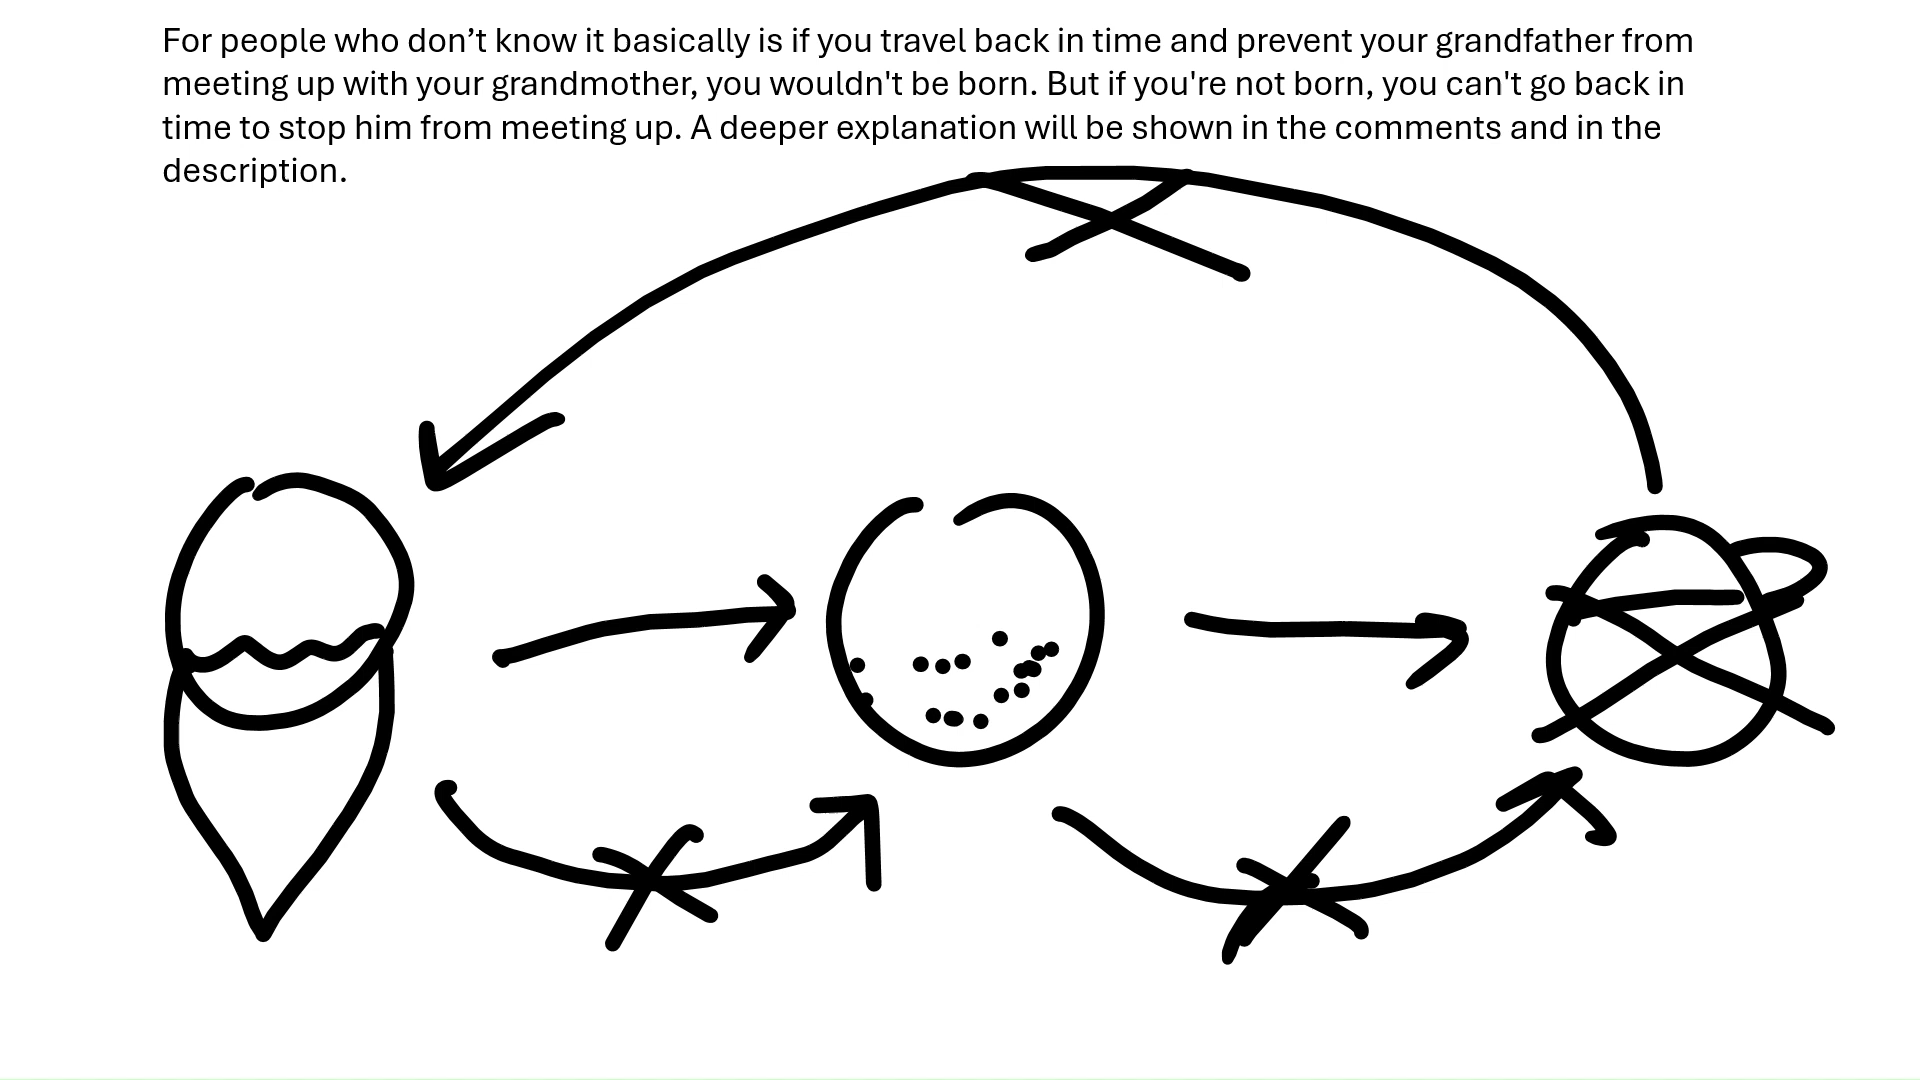 For people who don’t know it basically is if you travel back in time and prevent your grandfather from
meeting up with your grandmother, you wouldn't be born. But if you're not born, you can't go back in
time to stop him from meeting up. A deeper explanation will be shown in the comments and in the
description.